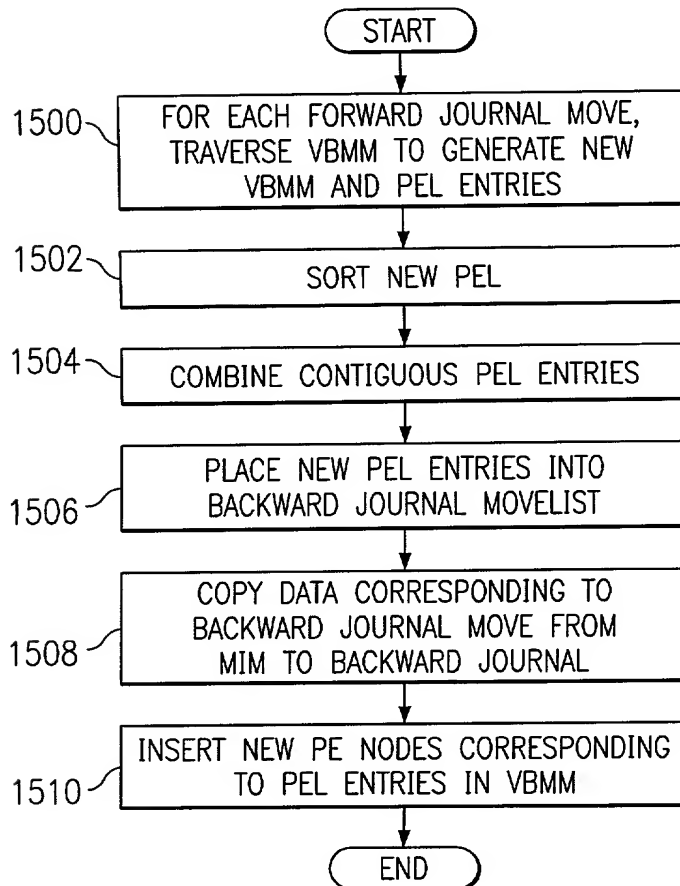 START
1500
FOR EACH FORWARD JOURNAL MOVE,
TRAVERSE VBMM TO GENERATE NEW
VBMM AND PEL ENTRIES
1502
SORT NEW PEL
1504
COMBINE CONTIGUOUS PEL ENTRIES
1506
PLACE NEW PEL ENTRIES INTO
BACKWARD JOURNAL MOVELIST
1508
COPY DATA CORRESPONDING TO
BACKWARD JOURNAL MOVE FROM
MIM TO BACKWARD JOURNAL
1510
INSERT NEW PE NODES CORRESPONDING
TO PEL ENTRIES IN VBMM
END